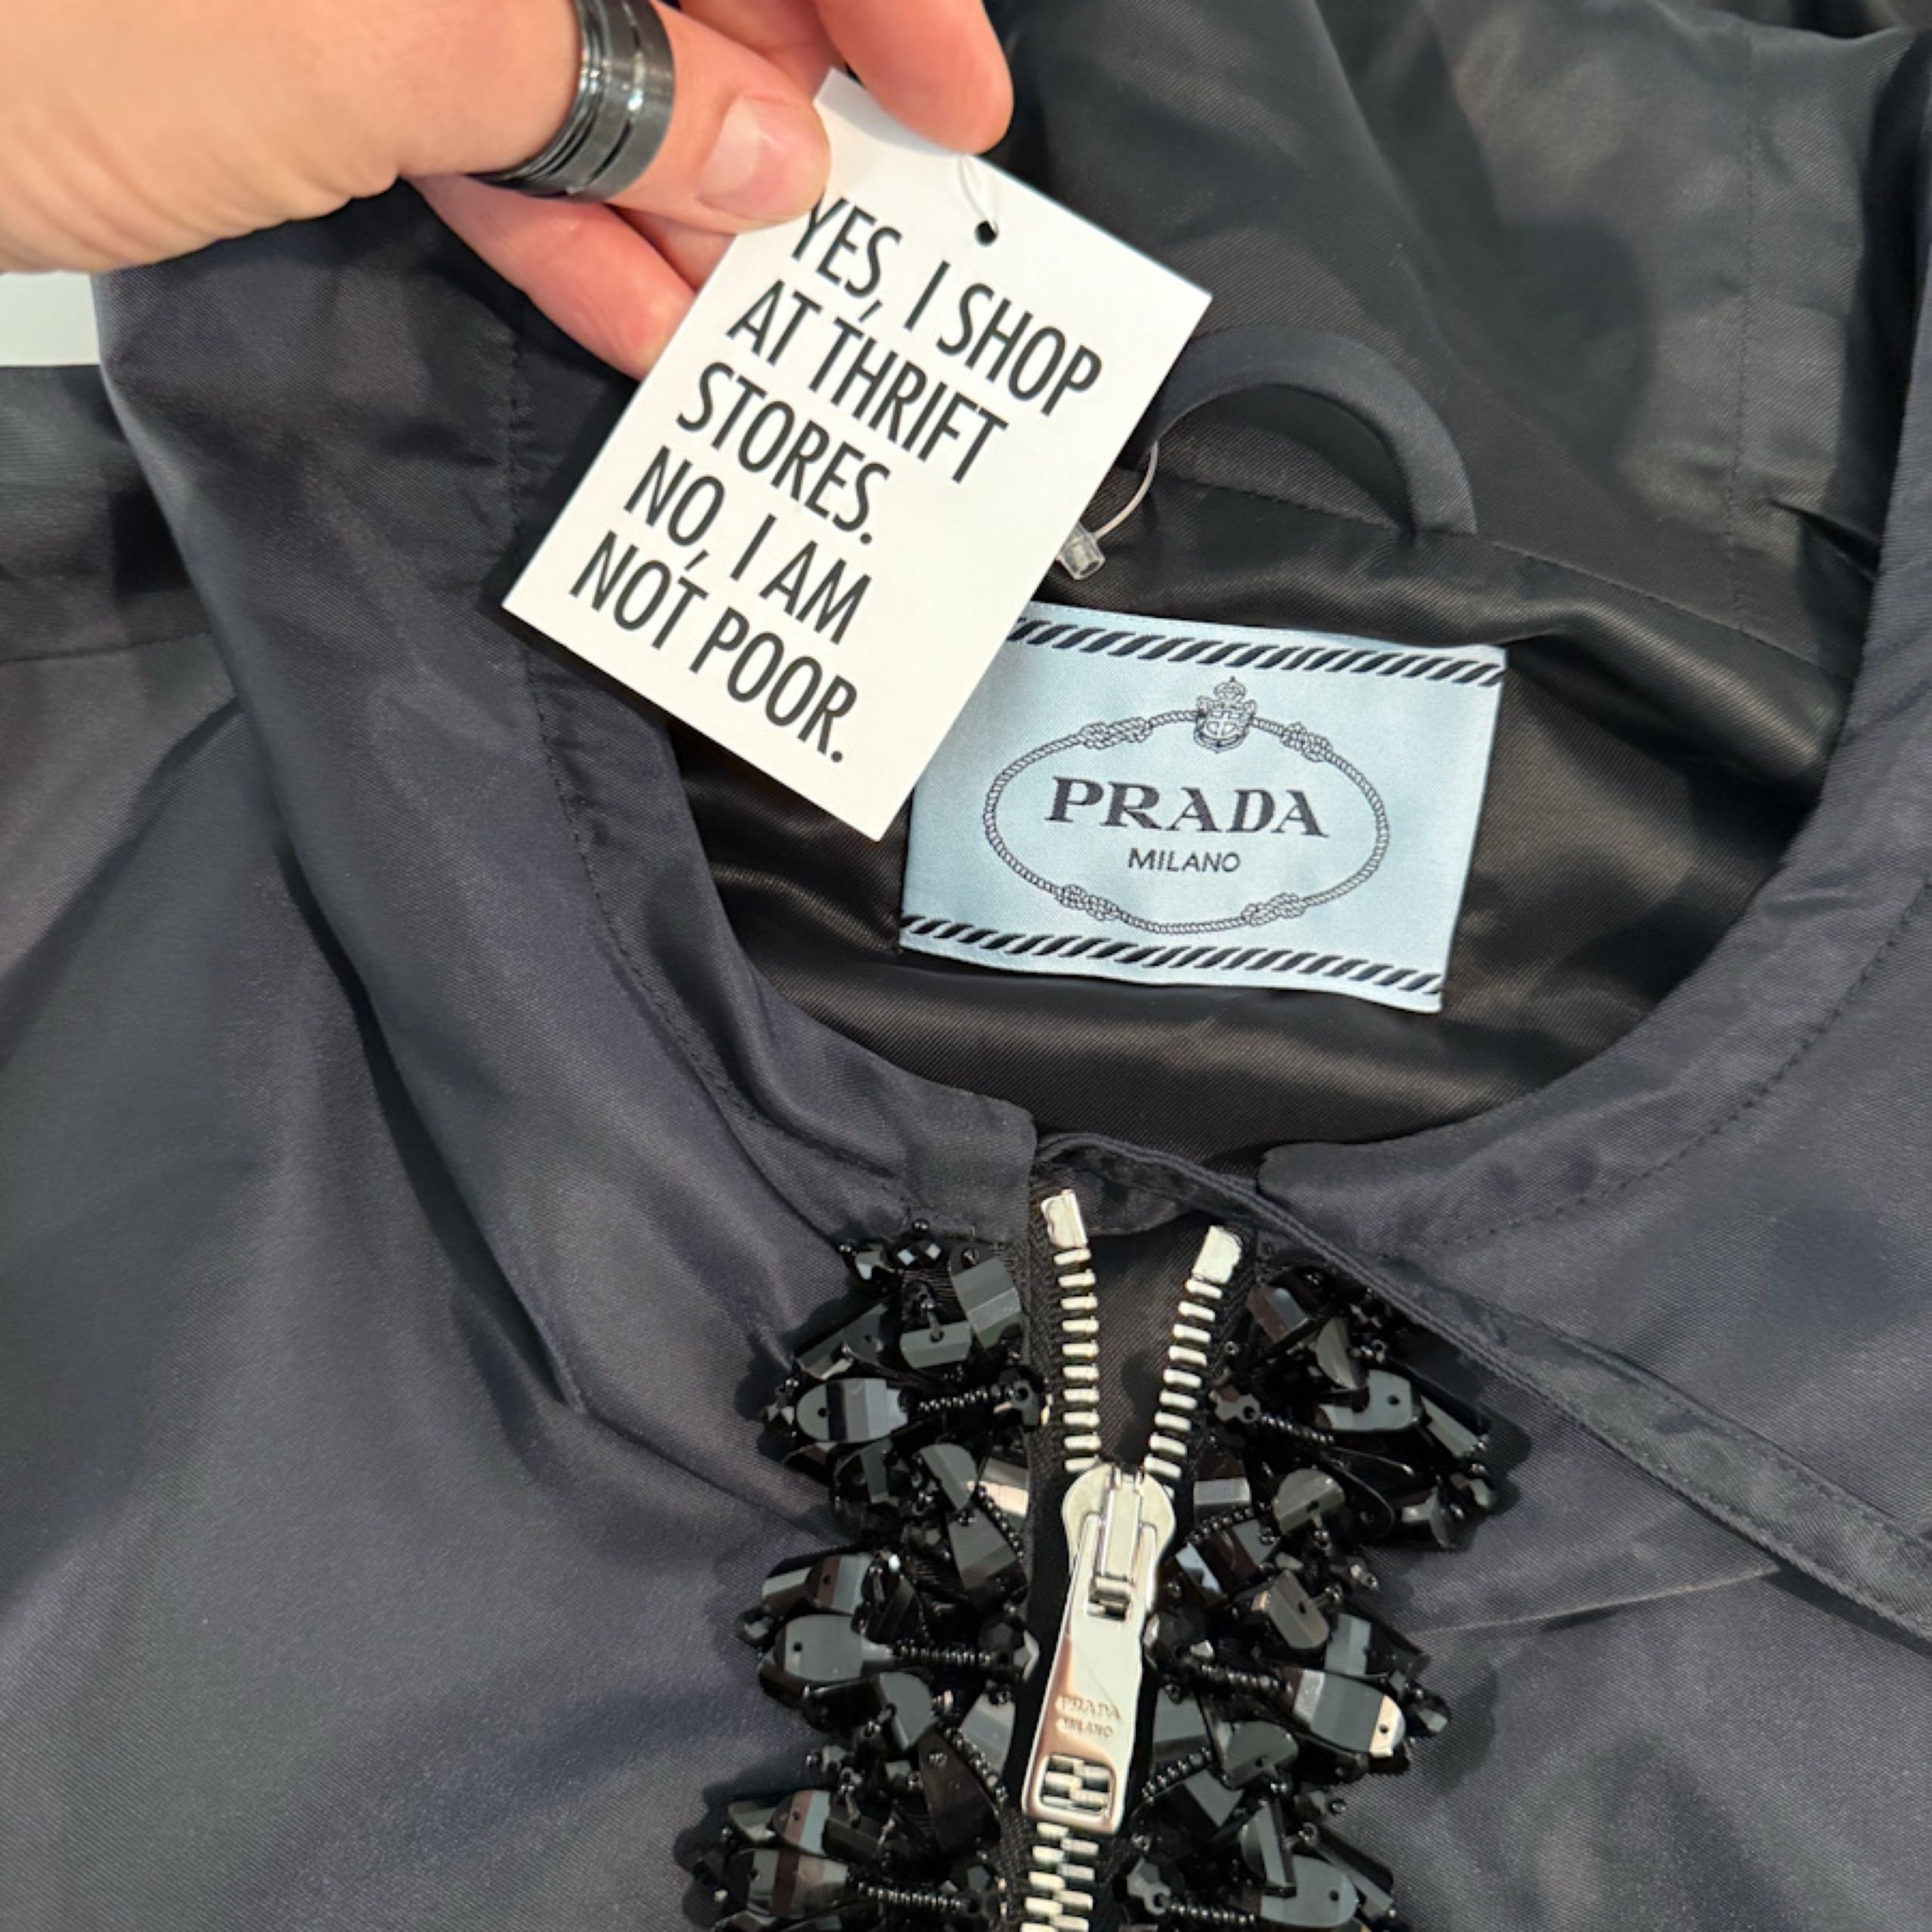 YES, I SHOP
AT THRIFT
STORES.
NO, I AM
NOT POOR.
PRADA
MILANO
PRADA
MILANO